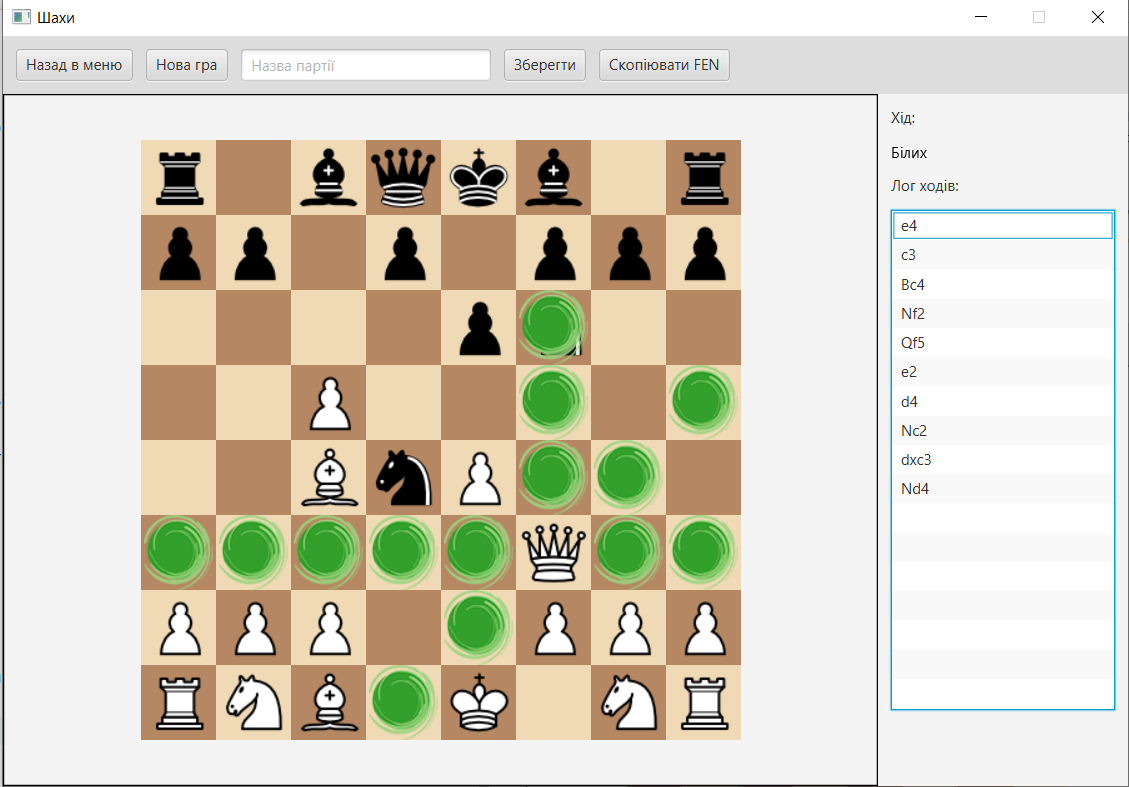 Шахи
Назад в меню
Нова гра
Назва партії
Зберегти
Скопіювати FEN
Хід:
Білих
Лог ходів:
e4
c3
Bc4
Nf2
Qf5
e2
d4
Nc2
dxc3
Nd4